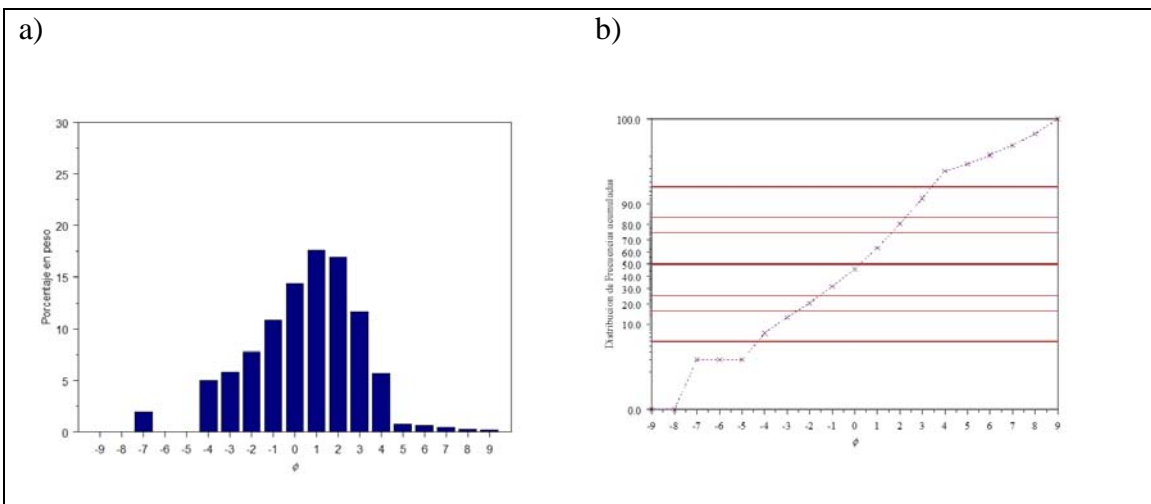 a)
b)
Porcentaje en peso
30
25
20
15
10
5
0
-9 -8 -7 -6 -5 -4 -3 -2 -1 0 1 2 3 4 5 6 7 8 9
ϕ
Distribucion de Frecuencias acumuladas
100.0
90.0
80.0
70.0
60.0
50.0
40.0
30.0
20.0
10.0
0.0
-9 -8 -7 -6 -5 -4 -3 -2 -1 0 1 2 3 4 5 6 7 8 9
ϕ